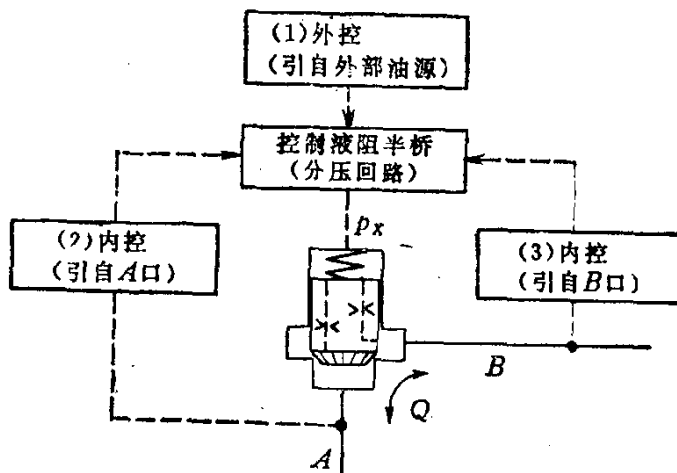 (1)外控
(引自外部油源)
控制液阻半桥
(分压回路)
(2)内控
(引自A口)
px
(3)内控
(引自B口)
B
Q
A